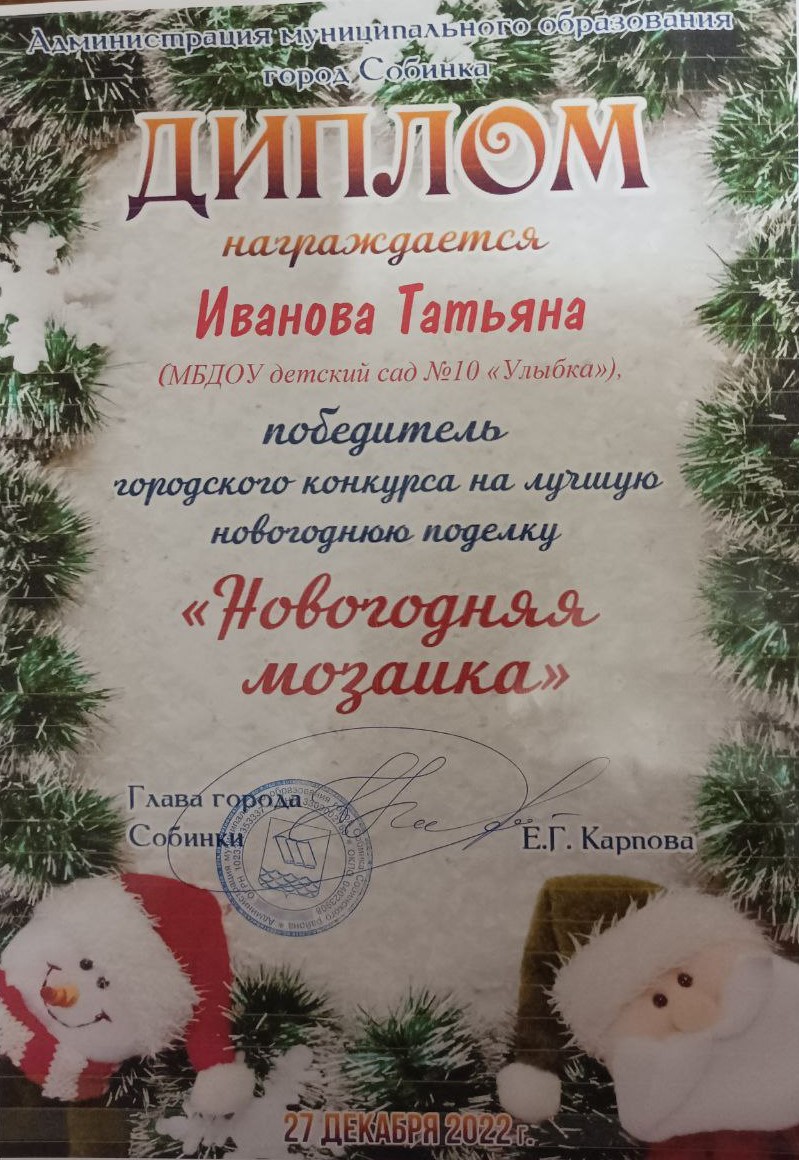 Администрация муниципального образования
город Собинка
ДИПЛОМ
награждается
Иванова Татьяна
(МБДОУ детский сад №10 «Улыбка»),
победитель
городского конкурса на лучшую
новогоднюю поделку
«Новогодняя
мозаика»
Глава города
Собинки
Е.Г. Карпова
27 ДЕКАБРЯ 2022 г.